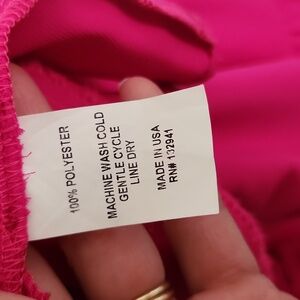 100% POLYESTER
MACHINE WASH COLD
GENTLE CYCLE
LINE DRY
MADE IN USA
RN# 132941